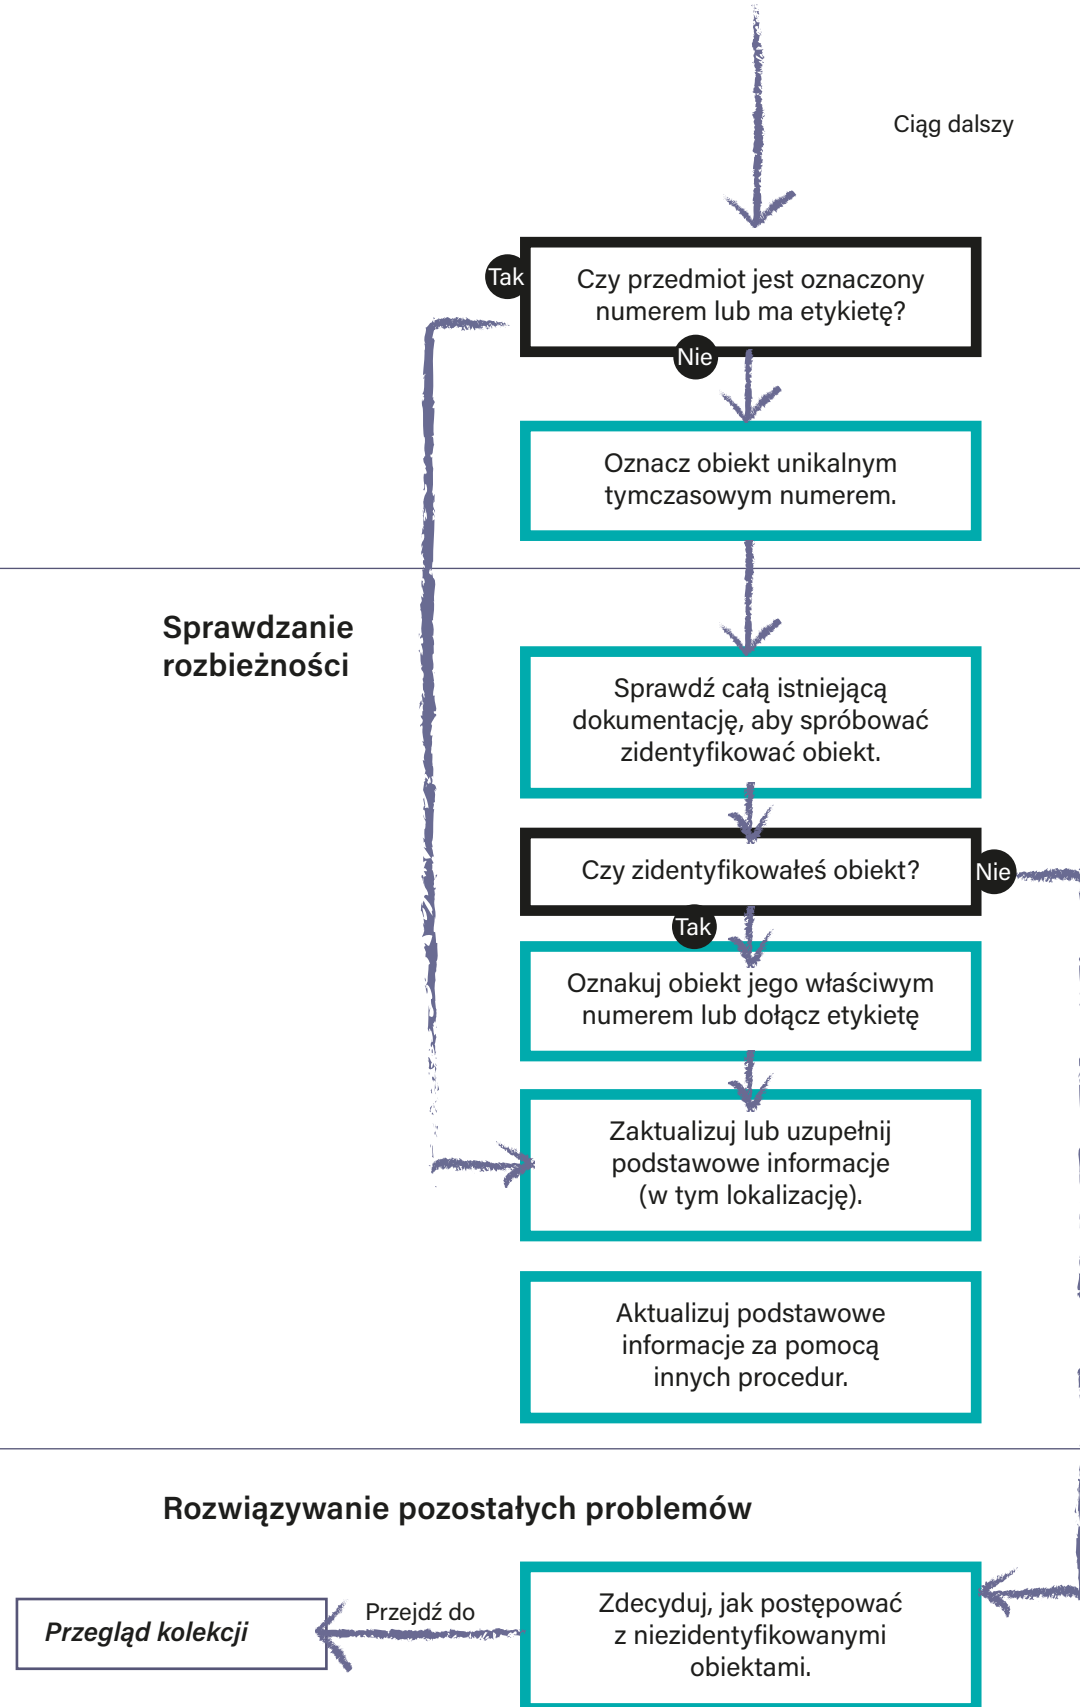 Ciąg dalszy
Tak
Czy przedmiot jest oznaczony
numerem lub ma etykietę?
Nie
Oznacz obiekt unikalnym
tymczasowym numerem.
Sprawdzanie
rozbieżności
Sprawdź całą istniejącą
dokumentację, aby spróbować
zidentyfikować obiekt.
Czy zidentyfikowałeś obiekt?
Nie
Tak
Oznakuj obiekt jego właściwym
numerem lub dołącz etykietę
Zaktualizuj lub uzupełnij
podstawowe informacje
(w tym lokalizację).
Aktualizuj podstawowe
informacje za pomocą
innych procedur.
Rozwiązywanie pozostałych problemów
Zdecyduj, jak postępować
z niezidentyfikowanymi
obiektami.
Przejdź do
Przegląd kolekcji